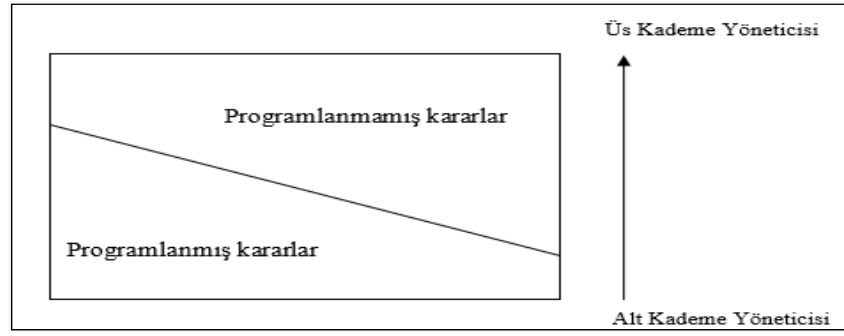 Üs Kademe Yöneticisi
Programlanmamış kararlar
Programlanmış kararlar
Alt Kademe Yöneticisi